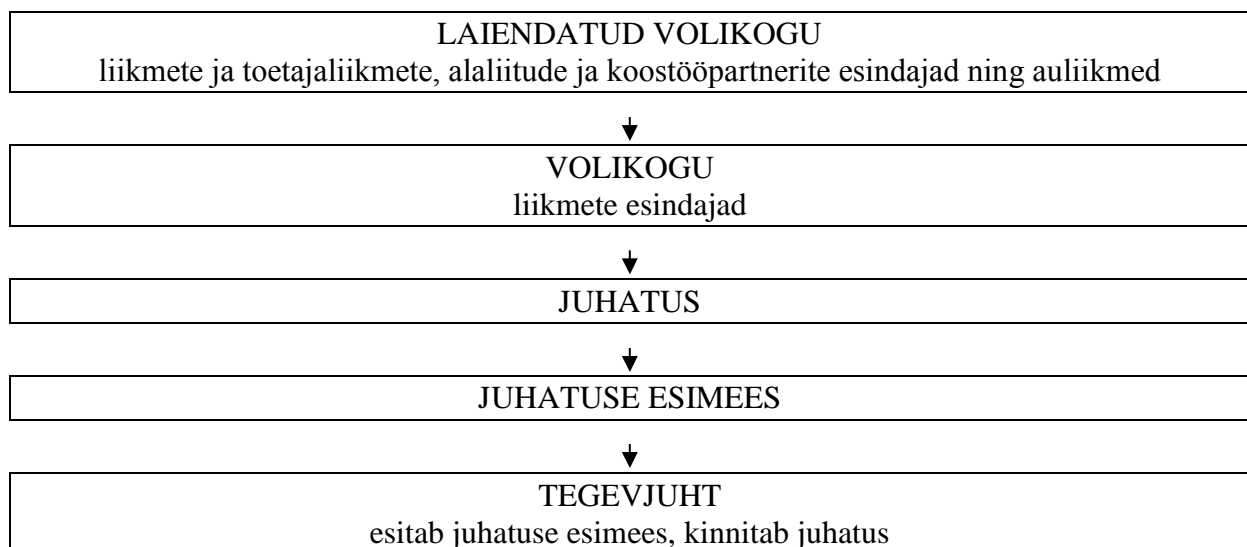 LAIENDATUD VOLIKOGU
liikmete ja toetajaliikmete, alaliitude ja koostööpartnerite esindajad ning auliikmed
VOLIKOGU
liikmete esindajad
JUHATUS
JUHATUSE ESIMEES
TEGEVJUHT
esitab juhatuse esimees, kinnitab juhatus